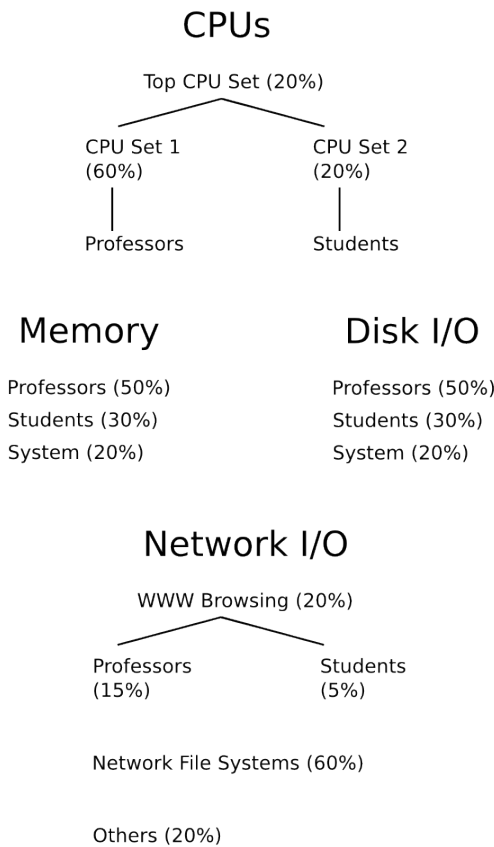 CPUs
Top CPU Set (20%)
CPU Set 1
(60%)
CPU Set 2
(20%)
Professors
Students
Memory
Professors (50%)
Students (30%)
System (20%)
Disk I/O
Professors (50%)
Students (30%)
System (20%)
Network I/O
WWW Browsing (20%)
Professors
(15%)
Students
(5%)
Network File Systems (60%)
Others (20%)